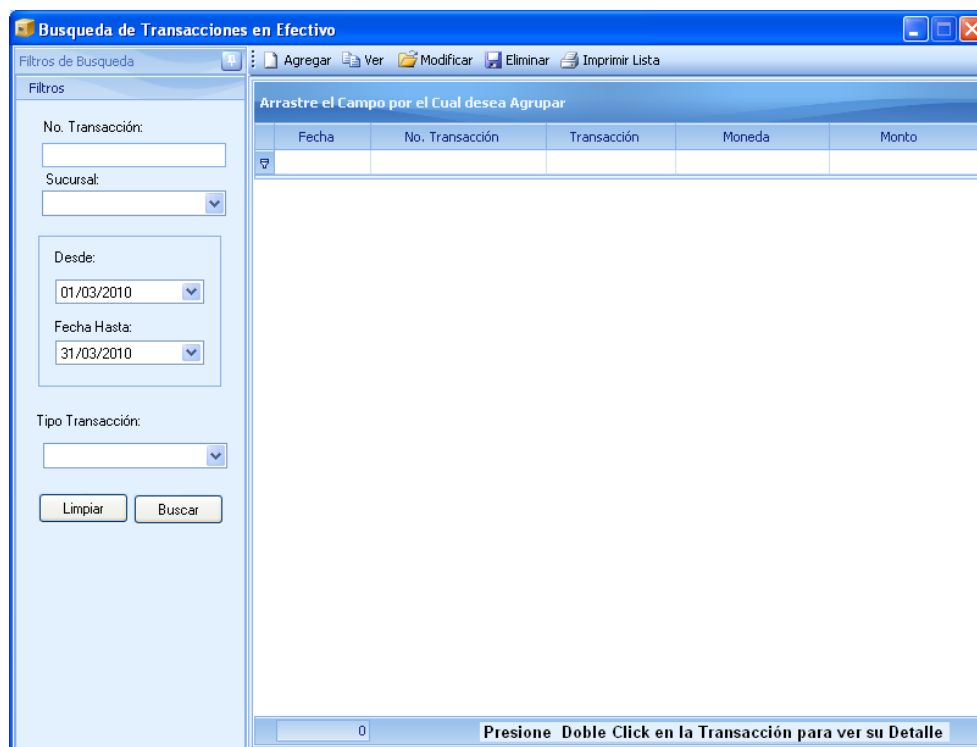 Busqueda de Transacciones en Efectivo
Filtros de Busqueda
Agregar Ver Modificar Eliminar Imprimir Lista
Filtros
Arrastre el Campo por el Cual desea Agrupar
Fecha No. Transacción Transacción Moneda Monto
No. Transacción:
Sucursal:
Desde:
01/03/2010
Fecha Hasta:
31/03/2010
Tipo Transacción:
Limpiar Buscar
0 Presione Doble Click en la Transacción para ver su Detalle